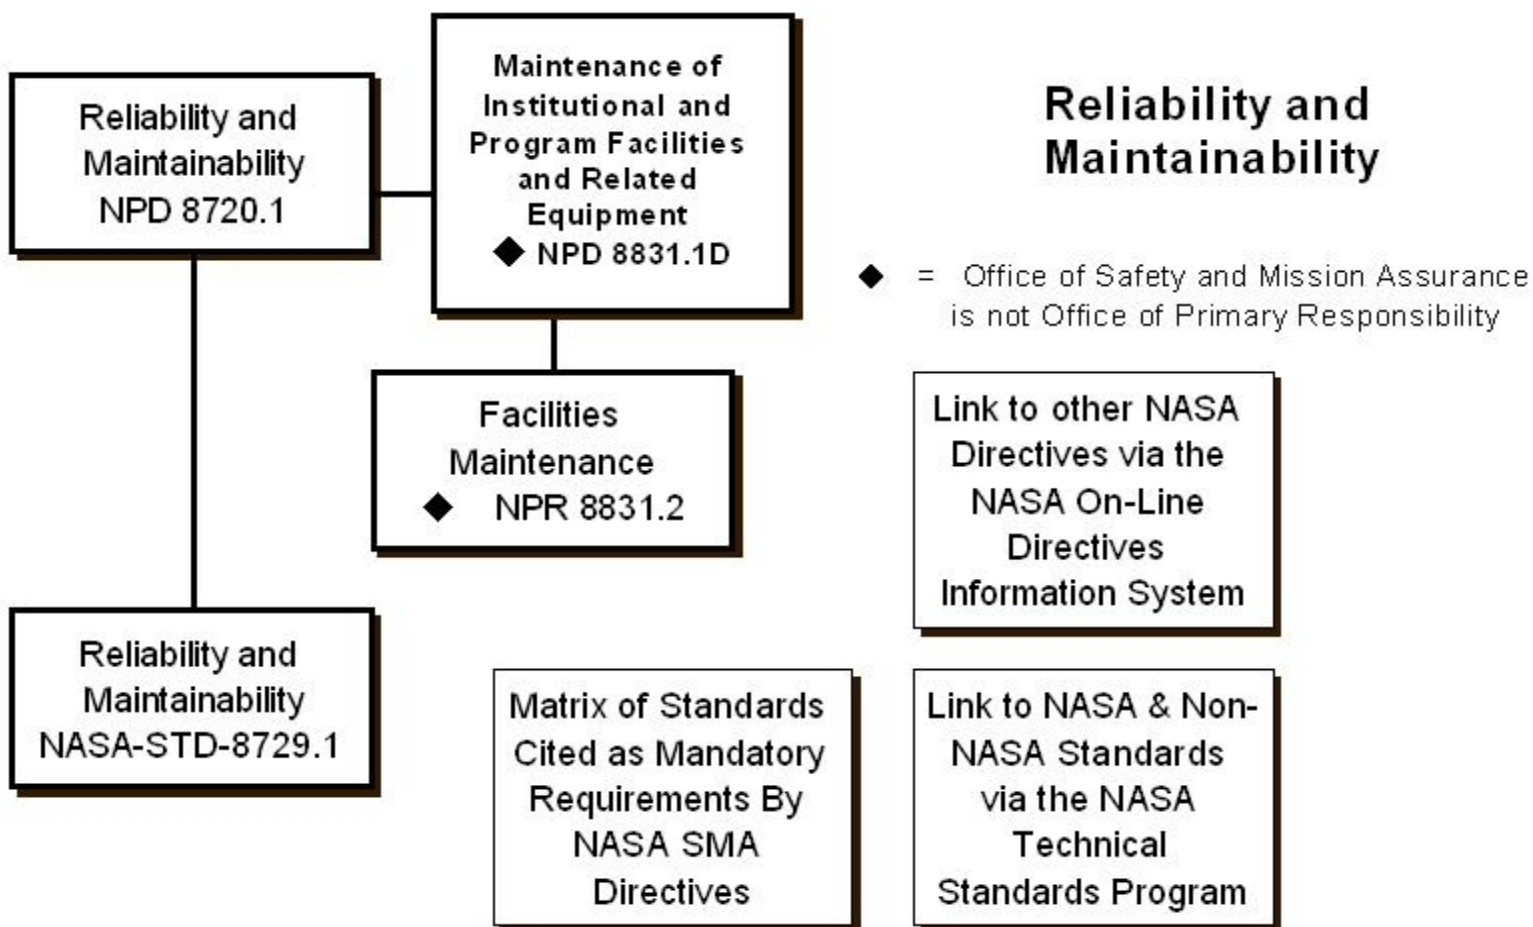 Reliability and
Maintainability
NPD 8720.1
Maintenance of
Institutional and
Program Facilities
and Related
Equipment
◆ NPD 8831.1D
Reliability and
Maintainability
◆ = Office of Safety and Mission Assurance
is not Office of Primary Responsibility
Facilities
Maintenance
◆ NPR 8831.2
Link to other NASA
Directives via the
NASA On-Line
Directives
Information System
Reliability and
Maintainability
NASA-STD-8729.1
Matrix of Standards
Cited as Mandatory
Requirements By
NASA SMA
Directives
Link to NASA & Non-
NASA Standards
via the NASA
Technical
Standards Program